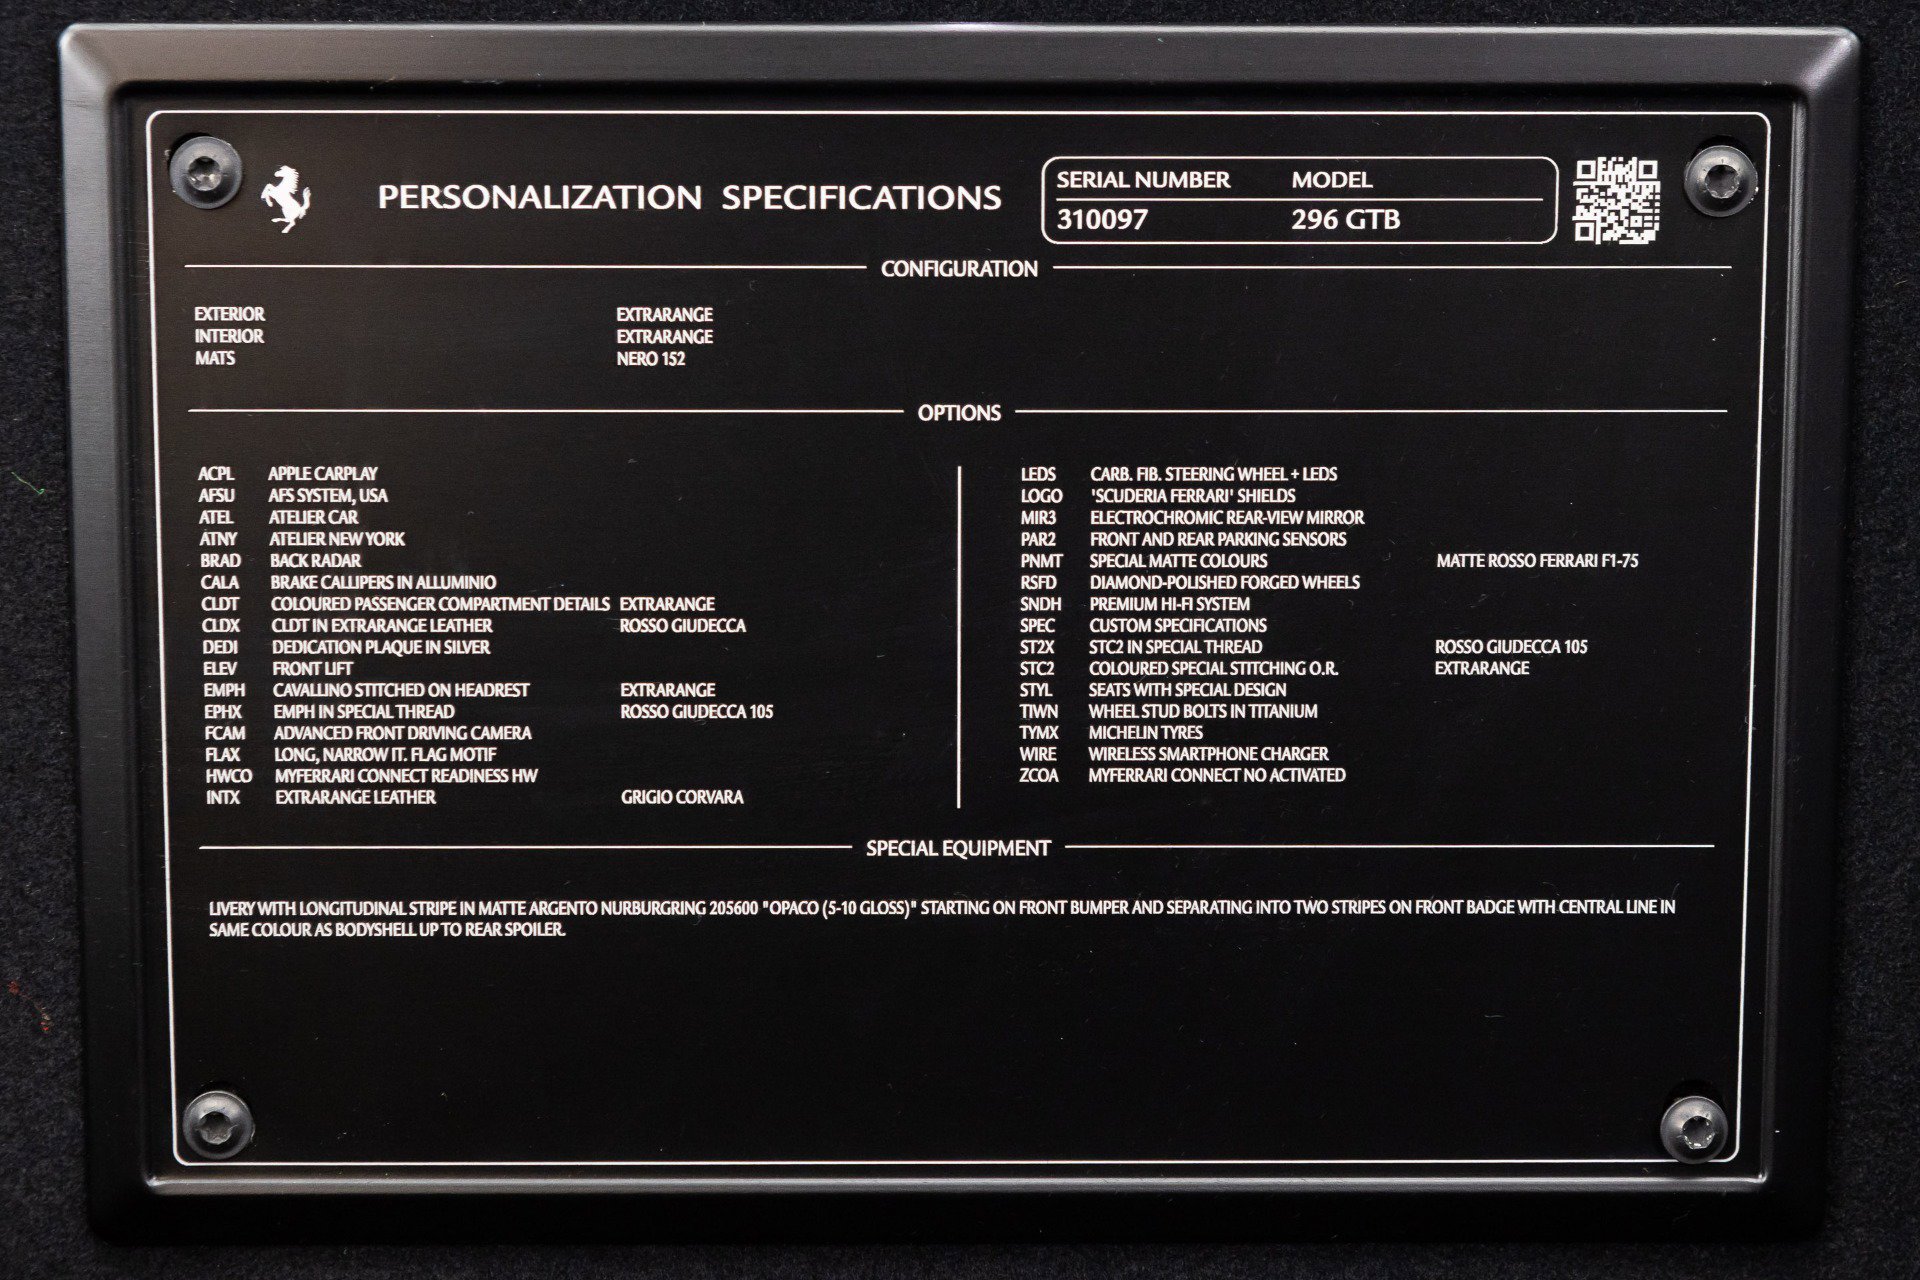 PERSONALIZATION SPECIFICATIONS
SERIAL NUMBER MODEL
310097 296 GTB
CONFIGURATION
EXTERIOR EXTRARANGE
INTERIOR EXTRARANGE
MATS NERO 152
OPTIONS
ACPL APPLE CARPLAY
AFSU AFS SYSTEM, USA
ATEL ATELIER CAR
ATNY ATELIER NEW YORK
BRAD BACK RADAR
CALA BRAKE CALLIPERS IN ALLUMINIO
CLDT COLOURED PASSENGER COMPARTMENT DETAILS EXTRARANGE
CLDX CLDT IN EXTRARANGE LEATHER ROSSO GIUDECCA
DEDI DEDICATION PLAQUE IN SILVER
ELEV FRONT LIFT
EMPH CAVALLINO STITCHED ON HEADREST EXTRARANGE
EPHX EMPH IN SPECIAL THREAD ROSSO GIUDECCA 105
FCAM ADVANCED FRONT DRIVING CAMERA
FLAX LONG, NARROW IT. FLAG MOTIF
HWCO MYFERRARI CONNECT READINESS HW
INTX EXTRARANGE LEATHER GRIGIO CORVARA
LEDS CARB. FIB. STEERING WHEEL + LEDS
LOGO 'SCUDERIA FERRARI' SHIELDS
MIR3 ELECTROCHROMIC REAR-VIEW MIRROR
PAR2 FRONT AND REAR PARKING SENSORS
PNMT SPECIAL MATTE COLOURS MATTE ROSSO FERRARI F1-75
RSFD DIAMOND-POLISHED FORGED WHEELS
SNDH PREMIUM HI-FI SYSTEM
SPEC CUSTOM SPECIFICATIONS
ST2X STC2 IN SPECIAL THREAD ROSSO GIUDECCA 105
STC2 COLOURED SPECIAL STITCHING O.R. EXTRARANGE
STYL SEATS WITH SPECIAL DESIGN
TIWN WHEEL STUD BOLTS IN TITANIUM
TYMX MICHELIN TYRES
WIRE WIRELESS SMARTPHONE CHARGER
ZCOA MYFERRARI CONNECT NO ACTIVATED
SPECIAL EQUIPMENT
LIVERY WITH LONGITUDINAL STRIPE IN MATTE ARGENTO NURBURGRING 205600 "OPACO (5-10 GLOSS)" STARTING ON FRONT BUMPER AND SEPARATING INTO TWO STRIPES ON FRONT BADGE WITH CENTRAL LINE IN
SAME COLOUR AS BODYSHELL UP TO REAR SPOILER.